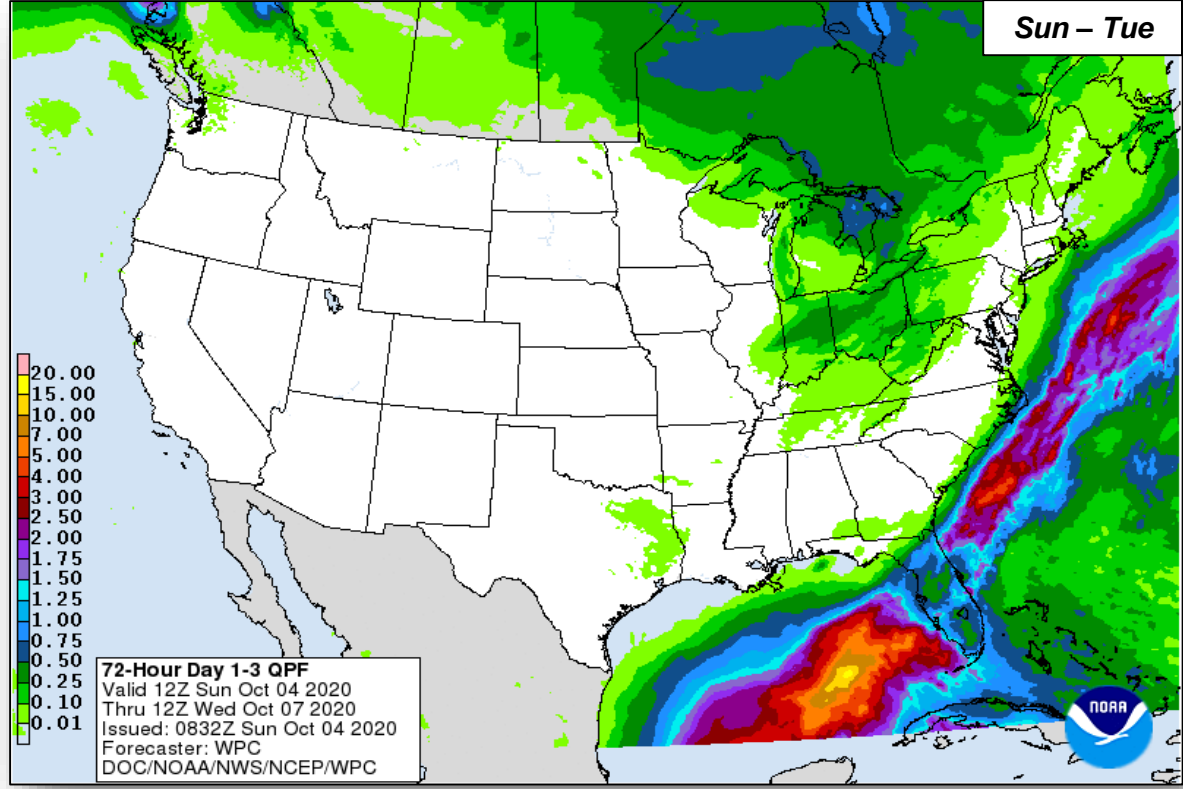 Sun – Tue
20.00
15.00
10.00
7.00
5.00
4.00
3.00
2.50
2.00
1.75
1.50
1.25
1.00
0.75
0.50
0.25
0.10
0.01
72-Hour Day 1-3 QPF
Valid 12Z Sun Oct 04 2020
Thru 12Z Wed Oct 07 2020
Issued: 0832Z Sun Oct 04 2020
Forecaster: WPC
DOC/NOAA/NWS/NCEP/WPC
NOAA